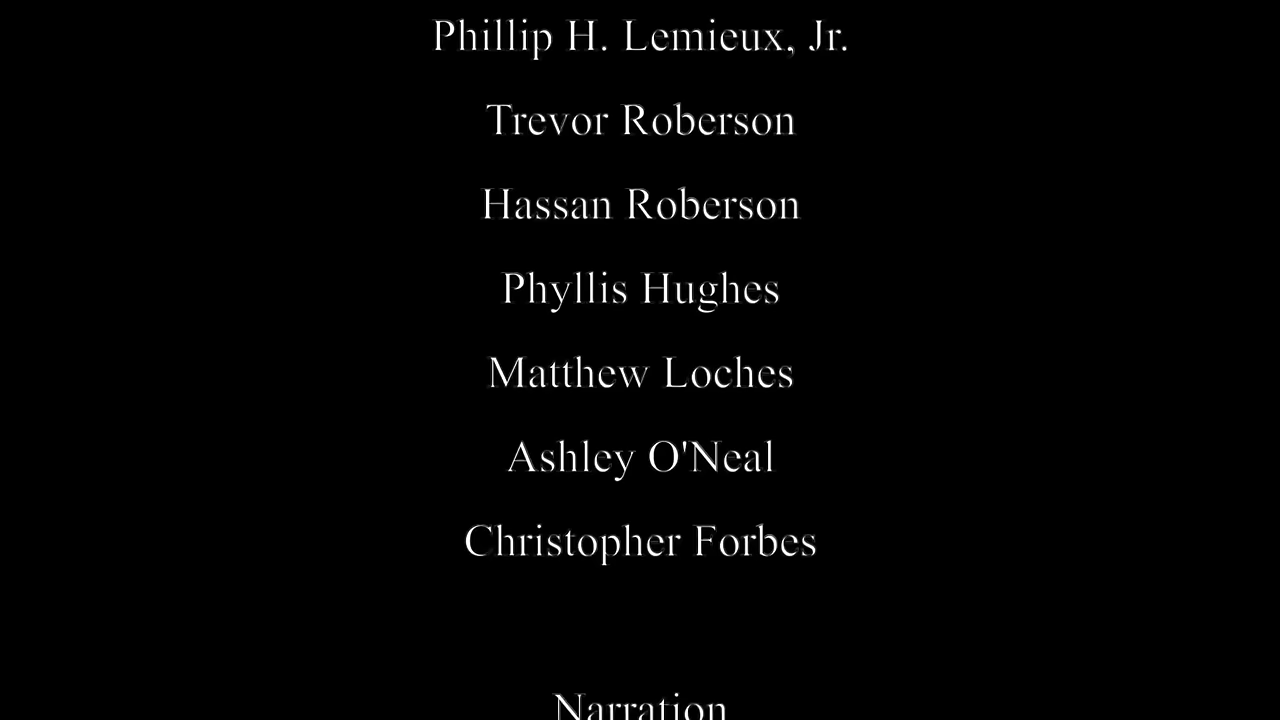 Phillip H. Lemieux, Jr.
Trevor Roberson
Hassan Roberson
Phyllis Hughes
Matthew Loches
Ashley O'Neal
Christopher Forbes
Narration